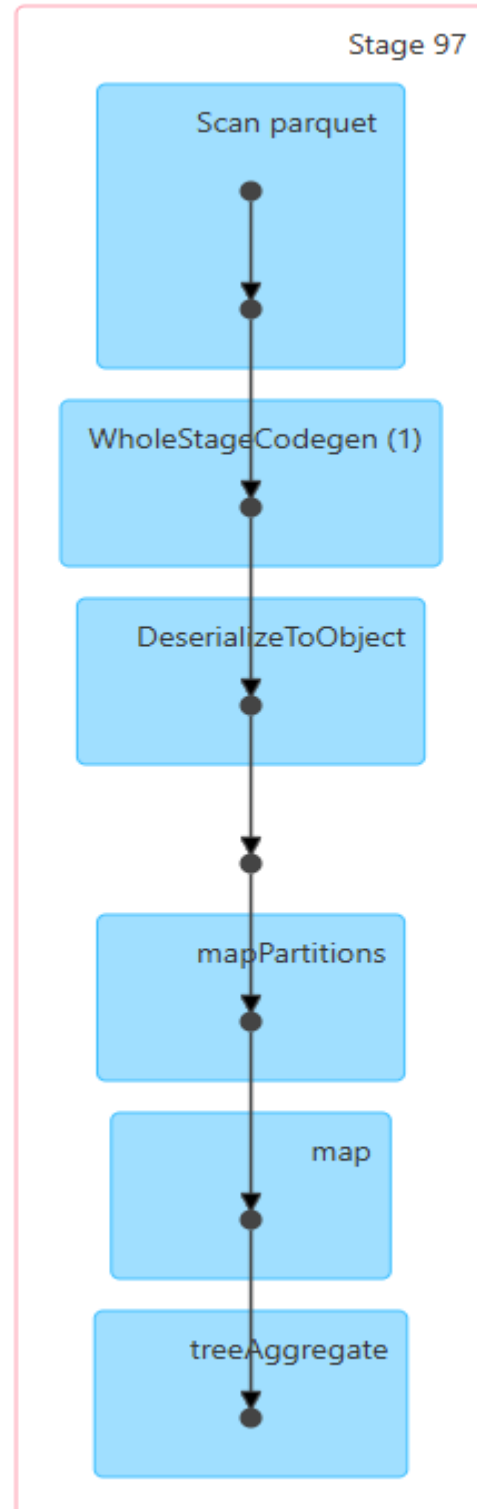 Stage 97
Scan parquet
WholeStageCodegen (1)
DeserializeToObject
mapPartitions
map
treeAggregate